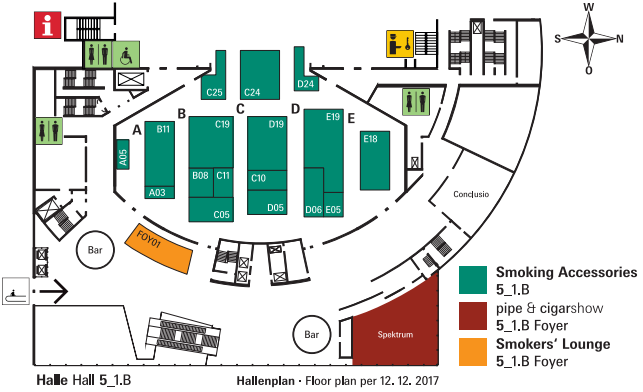 i
W
S
N
O
C25
C24
D24
A
B
C
D
E
B11
C19
D19
E19
E18
A05
B08
C11
C10
A03
C05
D05
D06
E05
Conclusio
FOY01
Bar
Bar
Spektrum
Smoking Accessories
5_1.B
pipe & cigarshow
5_1.B Foyer
Smokers' Lounge
5_1.B Foyer
Halle Hall 5_1.B
Hallenplan · Floor plan per 12. 12. 2017